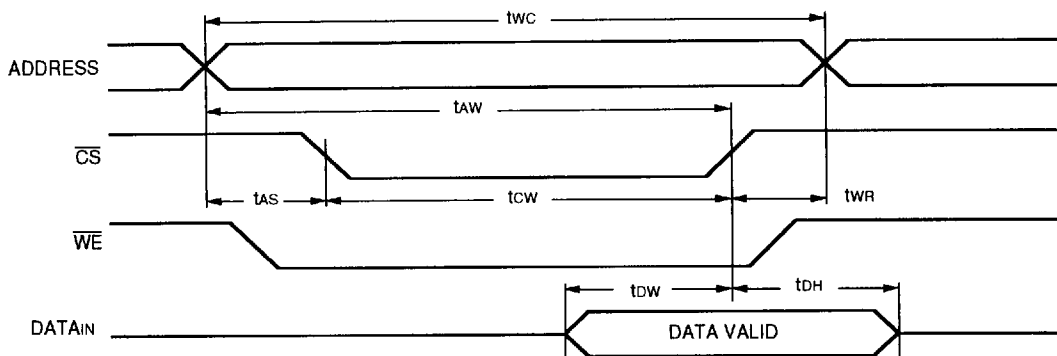 tWC
ADDRESS
tAW
CS
tAS
tCW
tWR
WE
tDW
tDH
DATAIN
DATA VALID